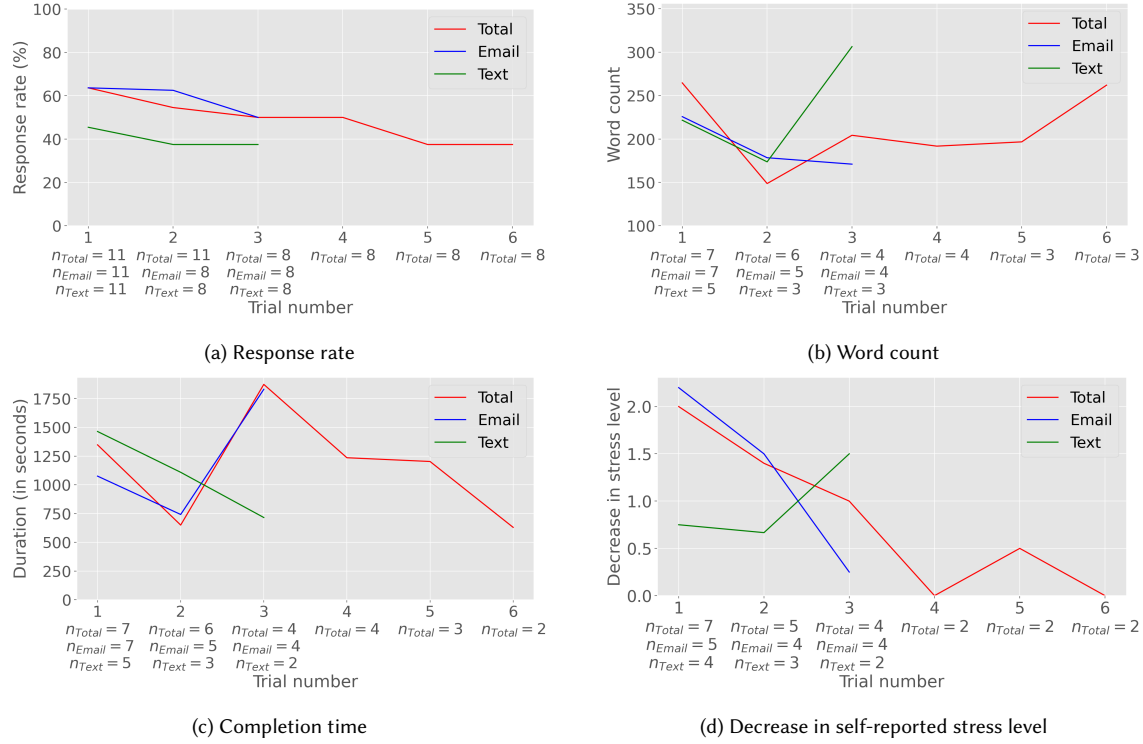 100
80
60
40
20
0
Response rate (%)
Total
Email
Text
1 2 3 4 5 6
n_Total = 11 n_Total = 11 n_Total = 8 n_Total = 8 n_Total = 8 n_Total = 8
n_Email = 11 n_Email = 8 n_Email = 8
n_Text = 11 n_Text = 8 n_Text = 8
Trial number
(a) Response rate
350
300
250
200
150
100
Word count
Total
Email
Text
1 2 3 4 5 6
n_Total = 7 n_Total = 6 n_Total = 4 n_Total = 4 n_Total = 3 n_Total = 3
n_Email = 7 n_Email = 5 n_Email = 4
n_Text = 5 n_Text = 3 n_Text = 3
Trial number
(b) Word count
1750
1500
1250
1000
750
500
250
0
Duration (in seconds)
Total
Email
Text
1 2 3 4 5 6
n_Total = 7 n_Total = 6 n_Total = 4 n_Total = 4 n_Total = 3 n_Total = 2
n_Email = 7 n_Email = 5 n_Email = 4
n_Text = 5 n_Text = 3 n_Text = 2
Trial number
(c) Completion time
2.0
1.5
1.0
0.5
0.0
Decrease in stress level
Total
Email
Text
1 2 3 4 5 6
n_Total = 7 n_Total = 5 n_Total = 4 n_Total = 2 n_Total = 2 n_Total = 2
n_Email = 5 n_Email = 4 n_Email = 4
n_Text = 4 n_Text = 3 n_Text = 2
Trial number
(d) Decrease in self-reported stress level